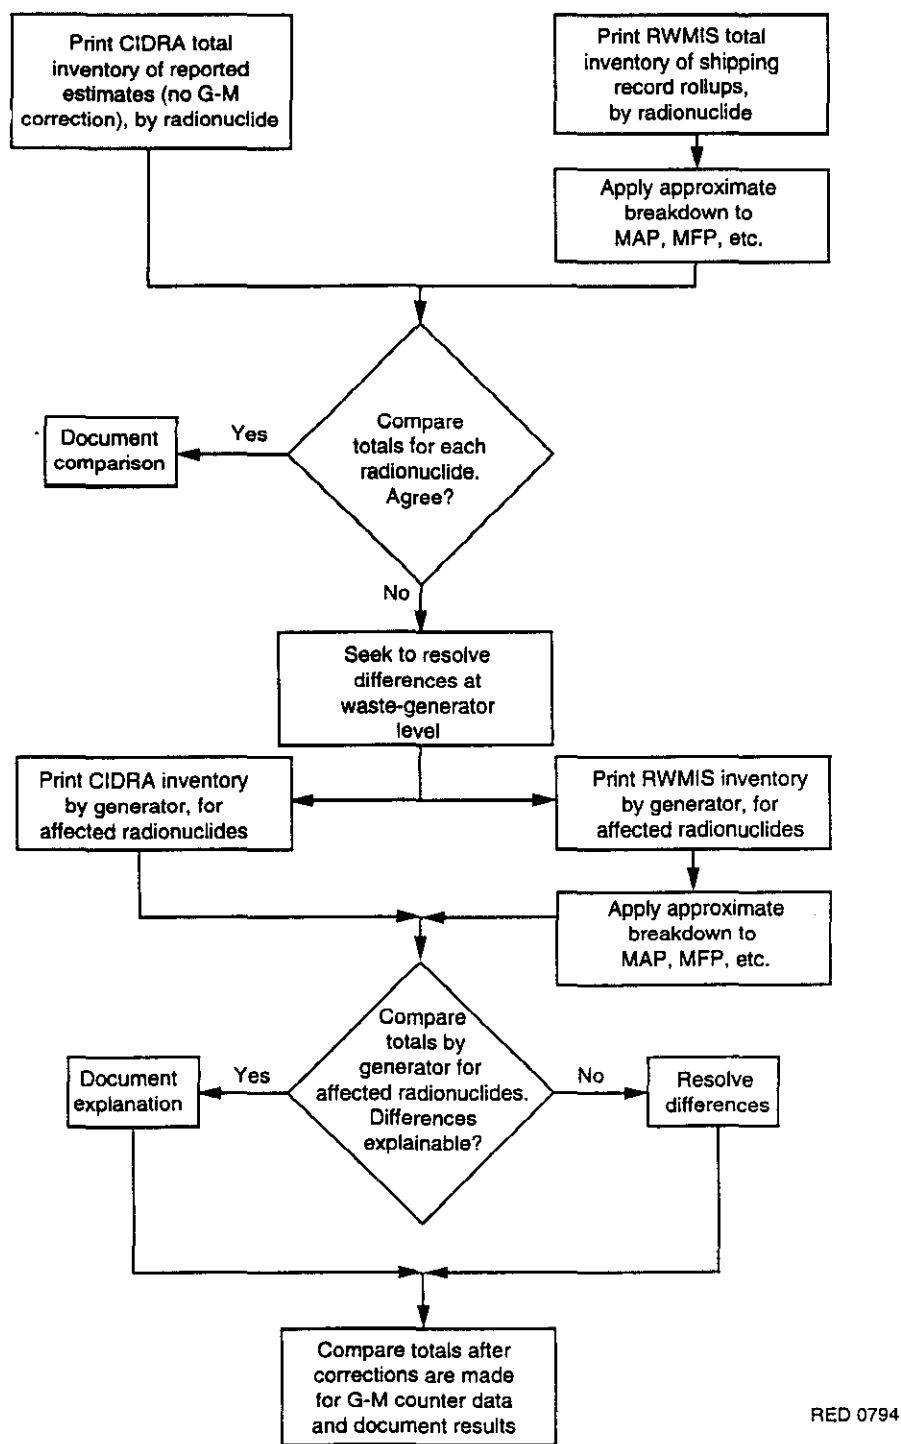 Print CIDRA total
inventory of reported
estimates (no G-M
correction), by radionuclide
Print RWMIS total
inventory of shipping
record rollups,
by radionuclide
Apply approximate
breakdown to
MAP, MFP, etc.
Compare
totals for each
radionuclide.
Agree?
Yes
Document
comparison
No
Seek to resolve
differences at
waste-generator
level
Print CIDRA inventory
by generator, for
affected radionuclides
Print RWMIS inventory
by generator, for
affected radionuclides
Apply approximate
breakdown to
MAP, MFP, etc.
Compare
totals by
generator for
affected radionuclides.
Differences
explainable?
Yes
Document
explanation
No
Resolve
differences
Compare totals after
corrections are made
for G-M counter data
and document results
RED 0794